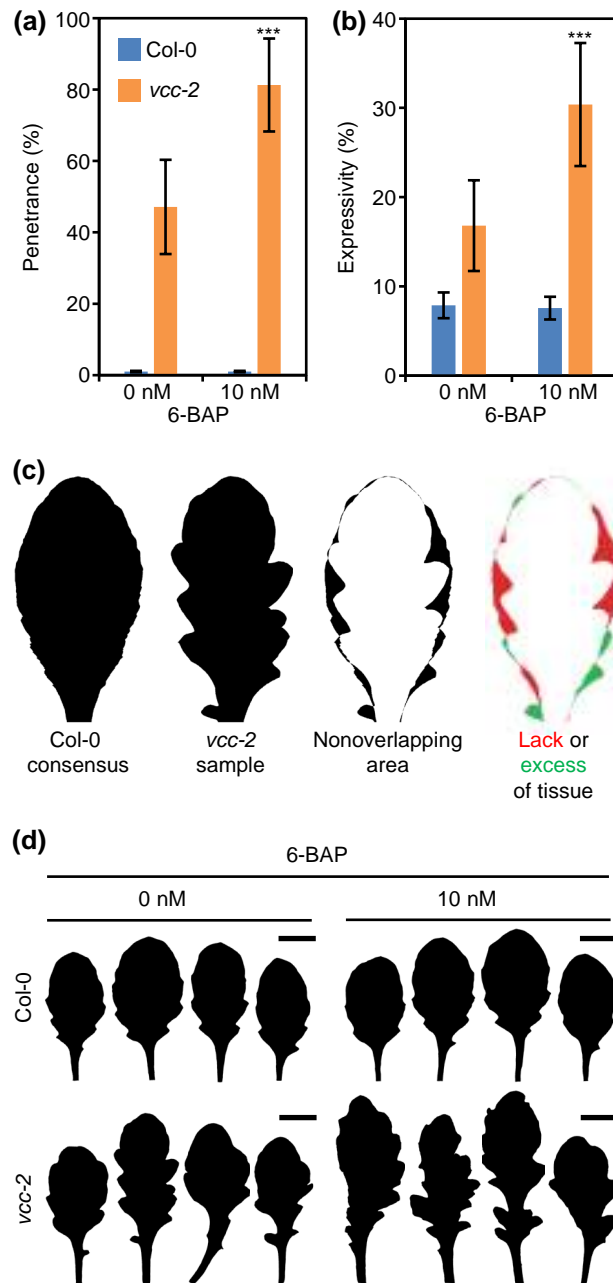 (a)
100
80
60
40
20
0
Penetrance (%)
Col-0
vcc-2
***
0 nM 10 nM
6-BAP
(b)
40
30
20
10
0
Expressivity (%)
***
0 nM 10 nM
6-BAP
(c)
Col-0
consensus
vcc-2
sample
Nonoverlapping
area
Lack or
excess
of tissue
(d)
6-BAP
0 nM 10 nM
Col-0
vcc-2